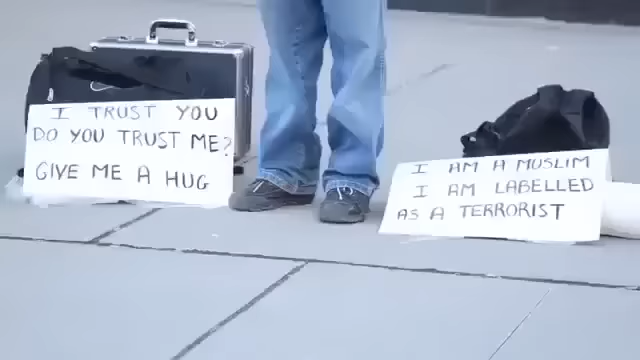 I TRUST YOU
DO YOU TRUST ME?
GIVE ME A HUG
I AM A MUSLIM
I AM LABELLED
AS A TERRORIST